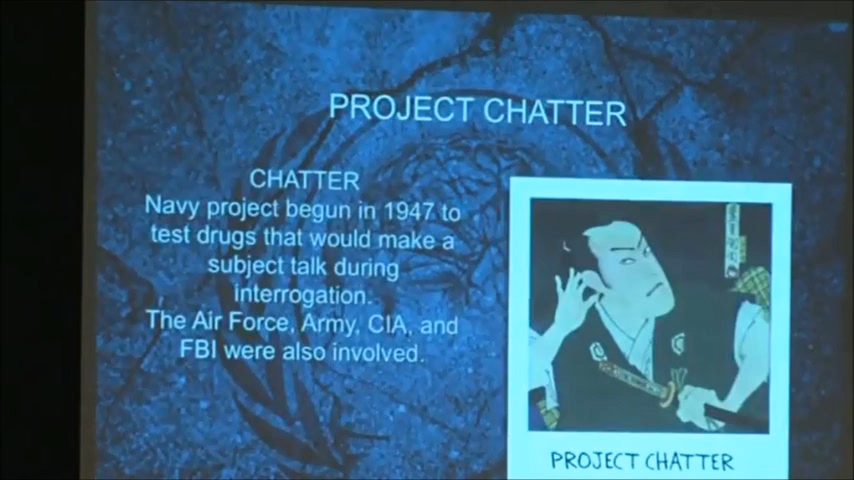 PROJECT CHATTER
CHATTER
Navy project begun in 1947 to
test drugs that would make a
subject talk during
interrogation.
The Air Force, Army, CIA, and
FBI were also involved.
PROJECT CHATTER